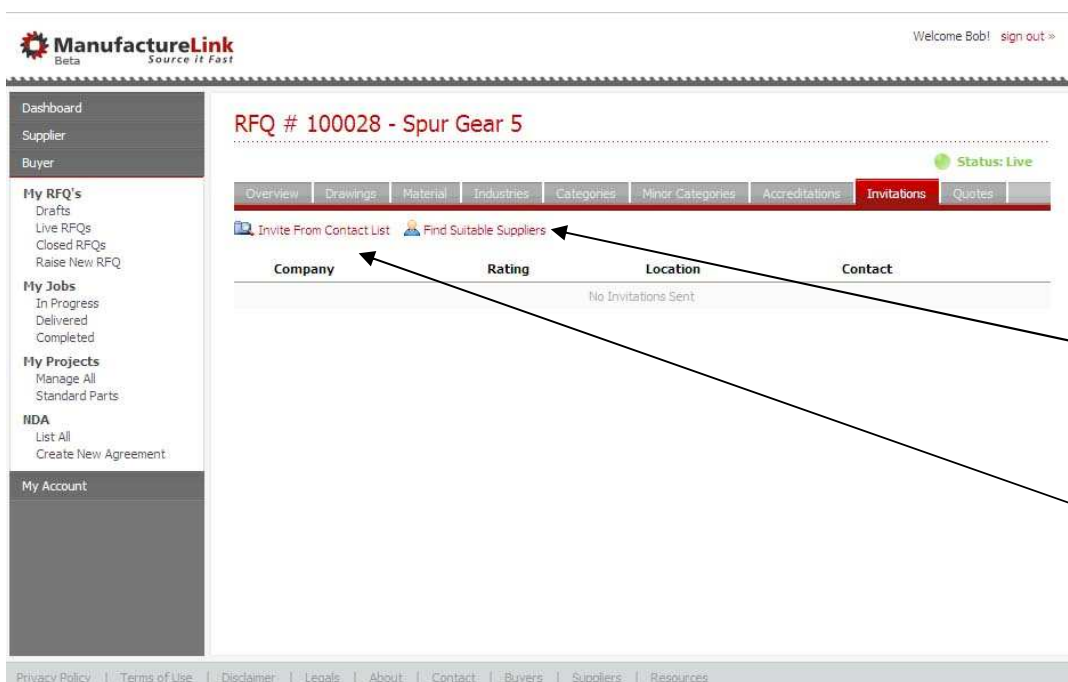 ManufactureLink
Beta Source it Fast
Welcome Bob! sign out »
Dashboard
Supplier
Buyer
My RFQ's
Drafts
Live RFQs
Closed RFQs
Raise New RFQ
My Jobs
In Progress
Delivered
Completed
My Projects
Manage All
Standard Parts
NDA
List All
Create New Agreement
My Account
RFQ # 100028 - Spur Gear 5
Status: Live
Overview Drawings Material Industries Categories Minor Categories Accreditations Invitations Quotes
Invite From Contact List Find Suitable Suppliers
Company Rating Location Contact
No Invitations Sent
Privacy Policy | Terms of Use | Disclaimer | Legals | About | Contact | Buyers | Suppliers | Resources